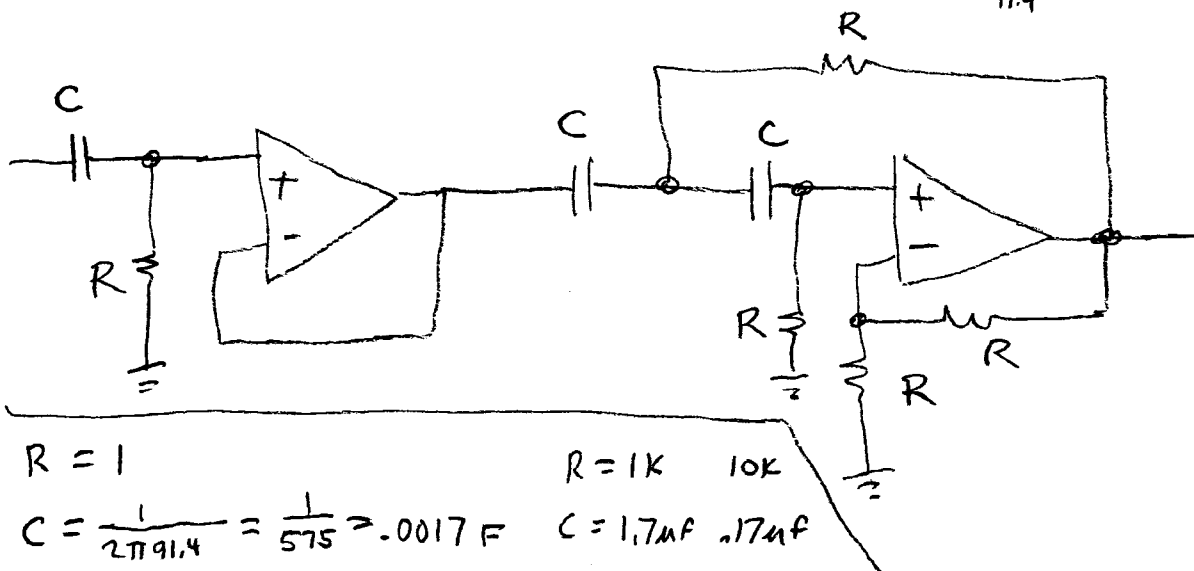 11.4
R
C
C
C
+
-
+
-
R
R
R
R
R = 1
R = 1K 10K
C = 1/2π91.4 = 1/575 = .0017 F C = 1.7μf .17μf